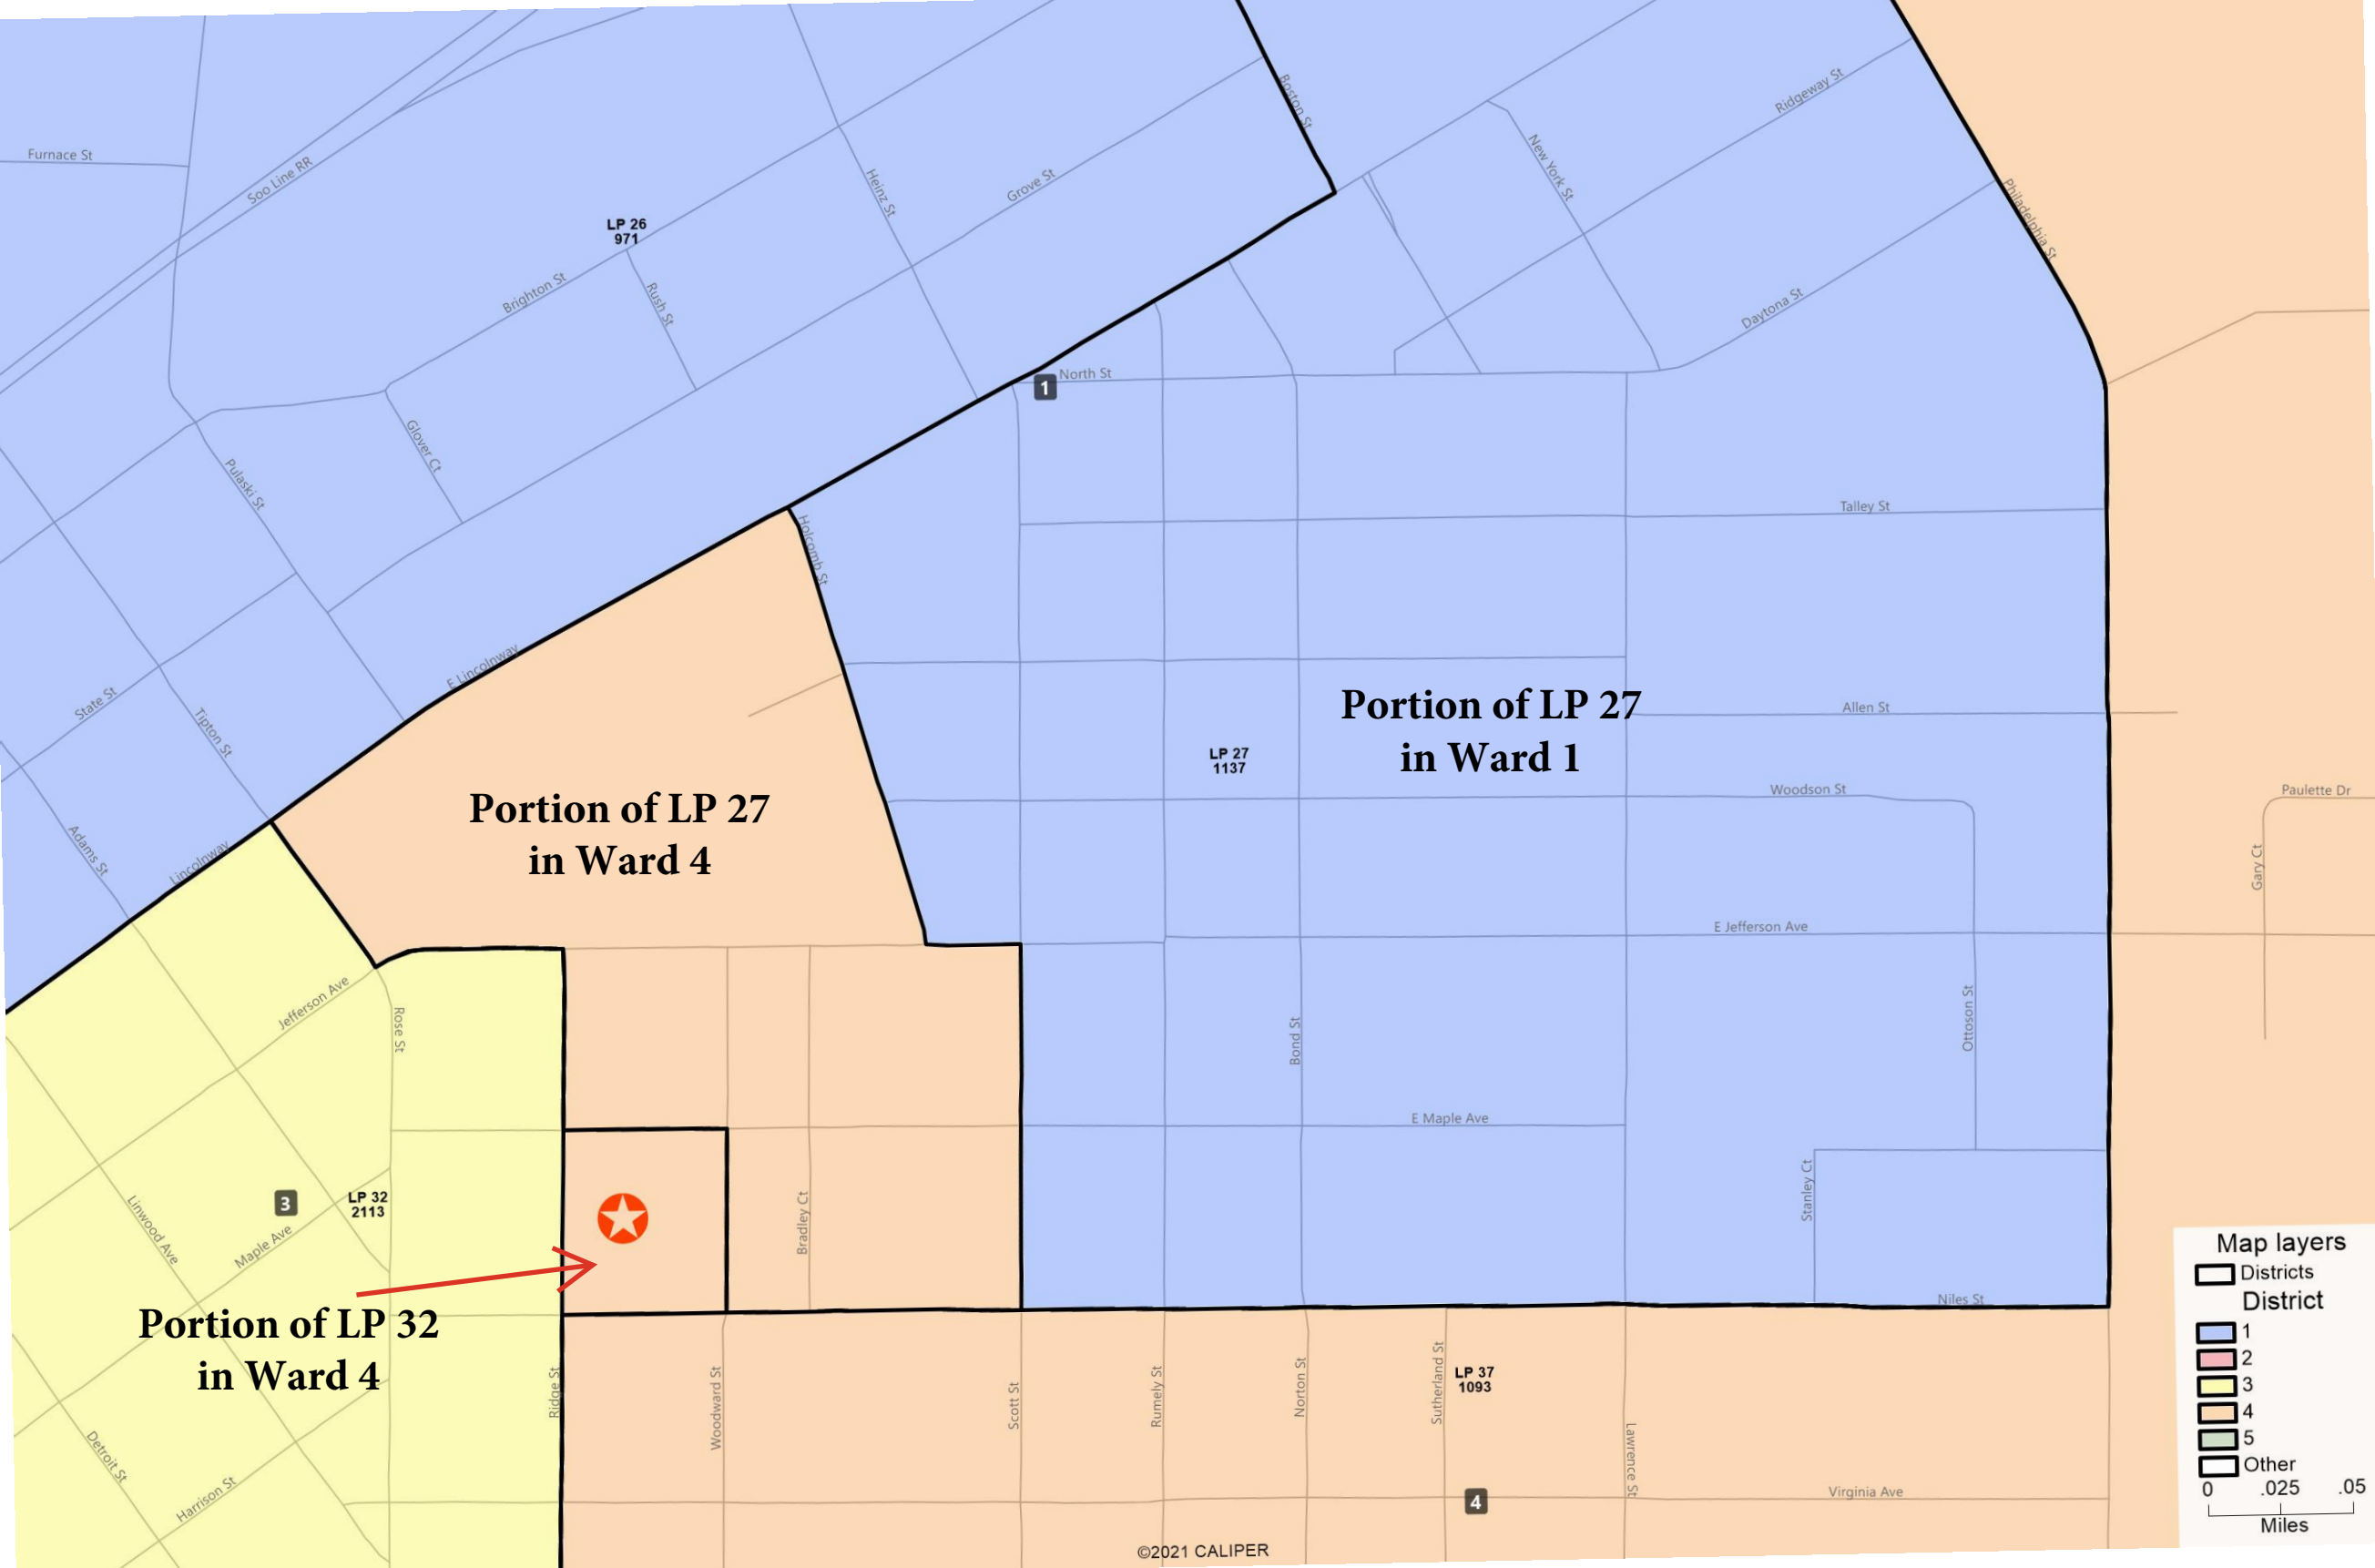 Boston St
Ridgeway St
Furnace St
Soo Line RR
New York St
Heinz St
Grove St
Philadelphia St
LP 26
971
Brighton St
Rush St
Daytona St
North St
1
Glover Ct
Pulaski St
Talley St
Holcomb St
E Lincolnway
State St
Tipton St
Portion of LP 27
in Ward 1
Allen St
LP 27
1137
Portion of LP 27
in Ward 4
Woodson St
Paulette Dr
Adams St
Lincolnway
Gary Ct
E Jefferson Ave
Jefferson Ave
Rose St
Bond St
Ottoson St
E Maple Ave
3
LP 32
2113
Linwood Ave
Maple Ave
Bradley Ct
Stanley Ct
Niles St
Portion of LP 32
in Ward 4
Ridge St
Woodward St
Scott St
Rumely St
Norton St
Sutherland St
LP 37
1093
Lawrence St
Detroit St
Harrison St
4
Virginia Ave
©2021 CALIPER
Map layers
Districts
District
1
2
3
4
5
Other
0 .025 .05
Miles